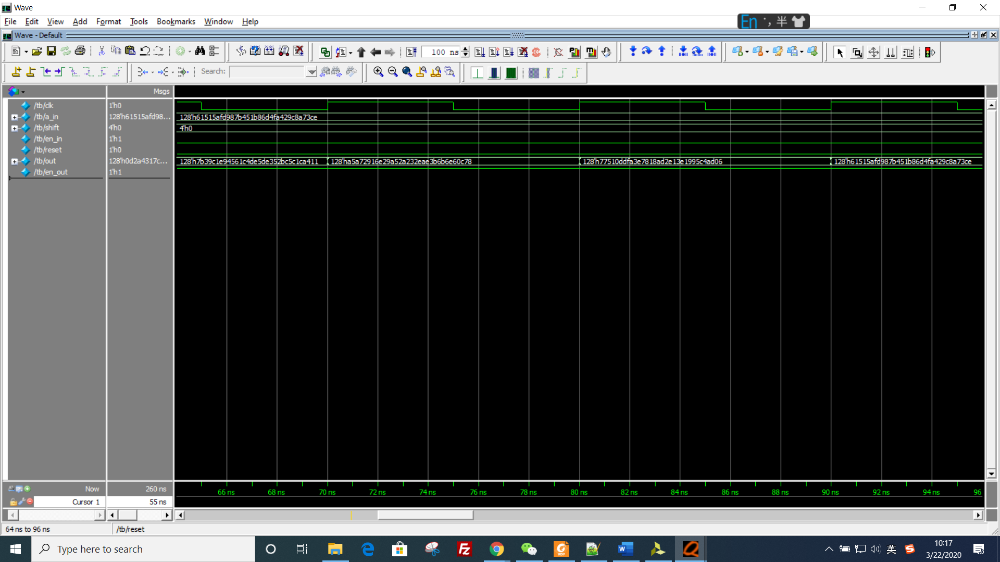 Wave
File Edit View Add Format Tools Bookmarks Window Help
En 半
Wave - Default
100 ns
Search:
Msgs
/tb/clk 1'h0
/tb/a_in 128'h61515afd98... 128'h61515afd987b451b86d4fa429c8a73ce
/tb/shift 4'h0 4'h0
/tb/en_in 1'h1
/tb/reset 1'h0
/tb/out 128'h0d2a4317c... 128'h7b39c1e94561c4de5de352bc5c1ca411 128'ha5a72916e29a52a232eae3b6b6e60c78 128'h77510ddfa3e7818ad2e13e1995c4ad06 128'h61515afd987b451b86d4fa429c8a73ce
/tb/en_out 1'h1
Now 260 ns 66 ns 68 ns 70 ns 72 ns 74 ns 76 ns 78 ns 80 ns 82 ns 84 ns 86 ns 88 ns 90 ns 92 ns 94 ns 96
Cursor 1 55 ns
64 ns to 96 ns /tb/reset
Type here to search
英
10:17
3/22/2020